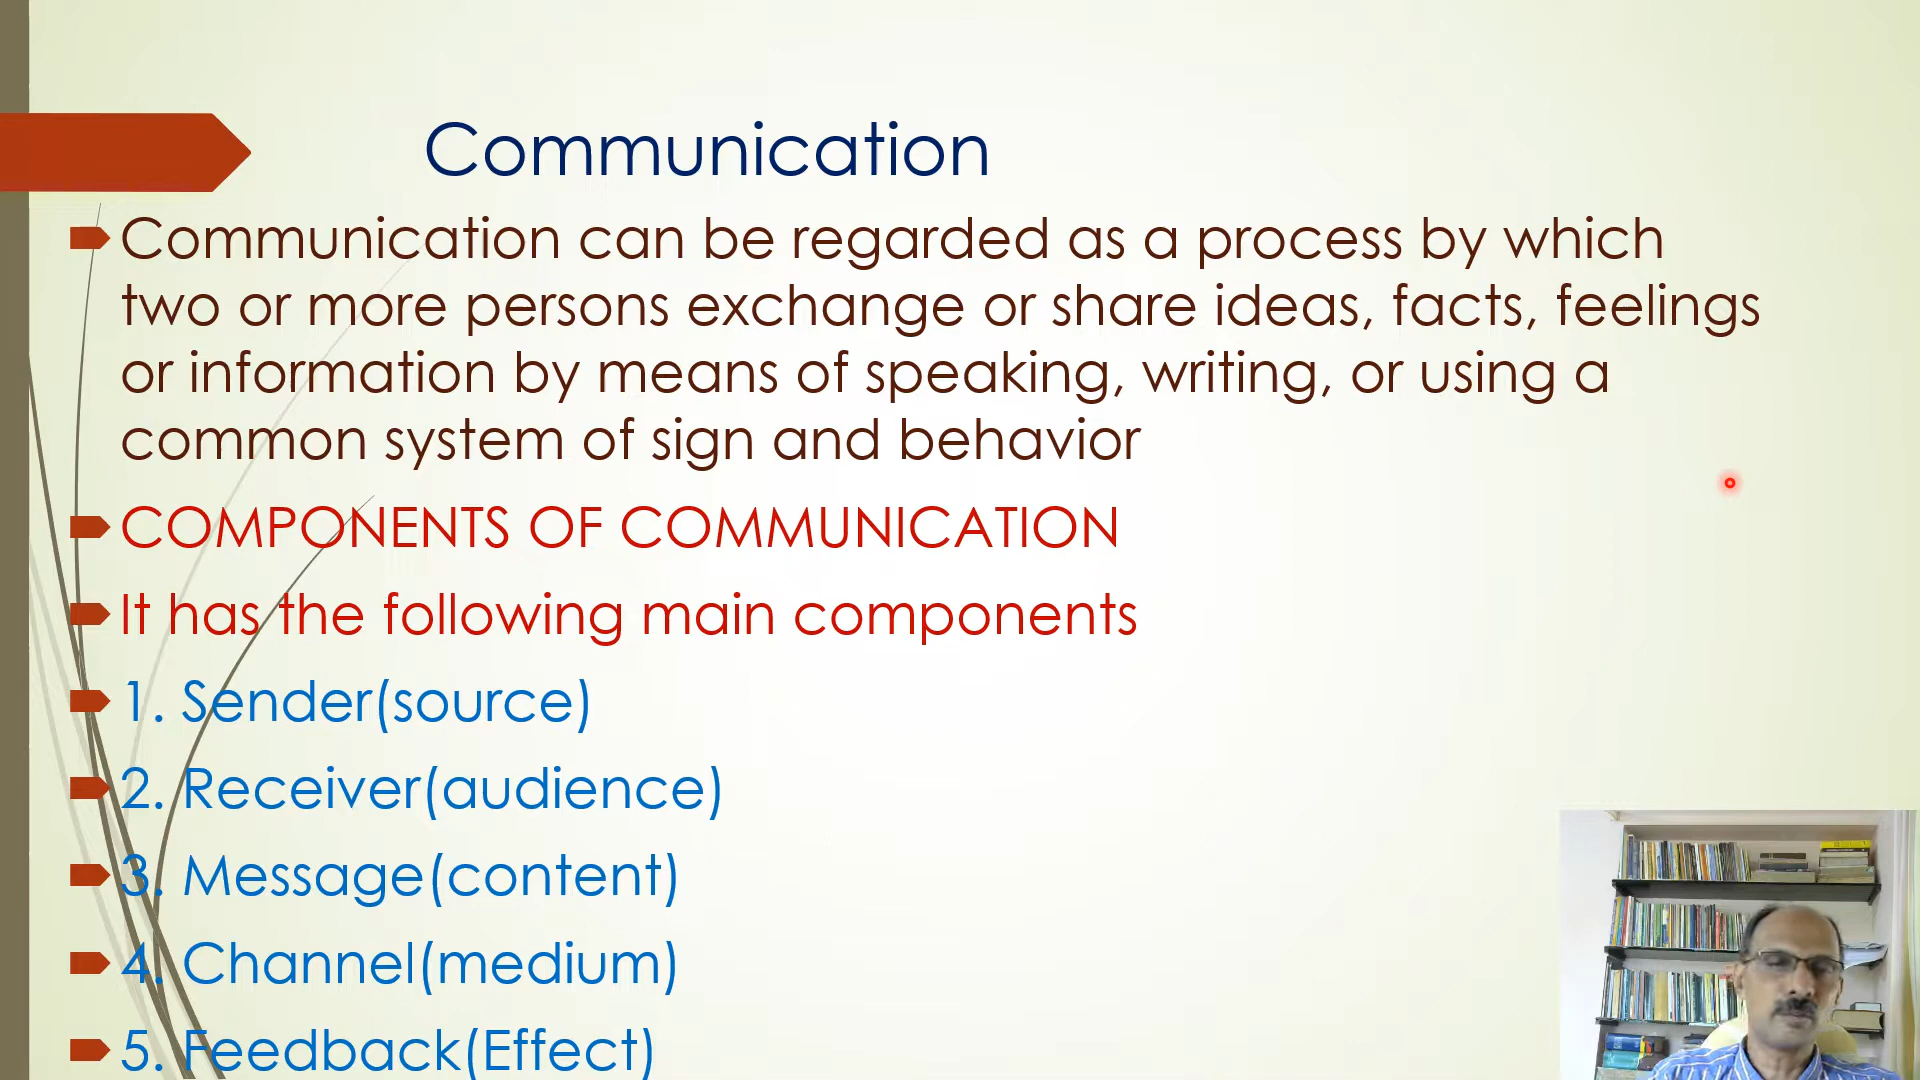 Communication
Communication can be regarded as a process by which
two or more persons exchange or share ideas, facts, feelings
or information by means of speaking, writing, or using a
common system of sign and behavior
COMPONENTS OF COMMUNICATION
It has the following main components
1. Sender(source)
2. Receiver(audience)
3. Message(content)
4. Channel(medium)
5. Feedback(Effect)